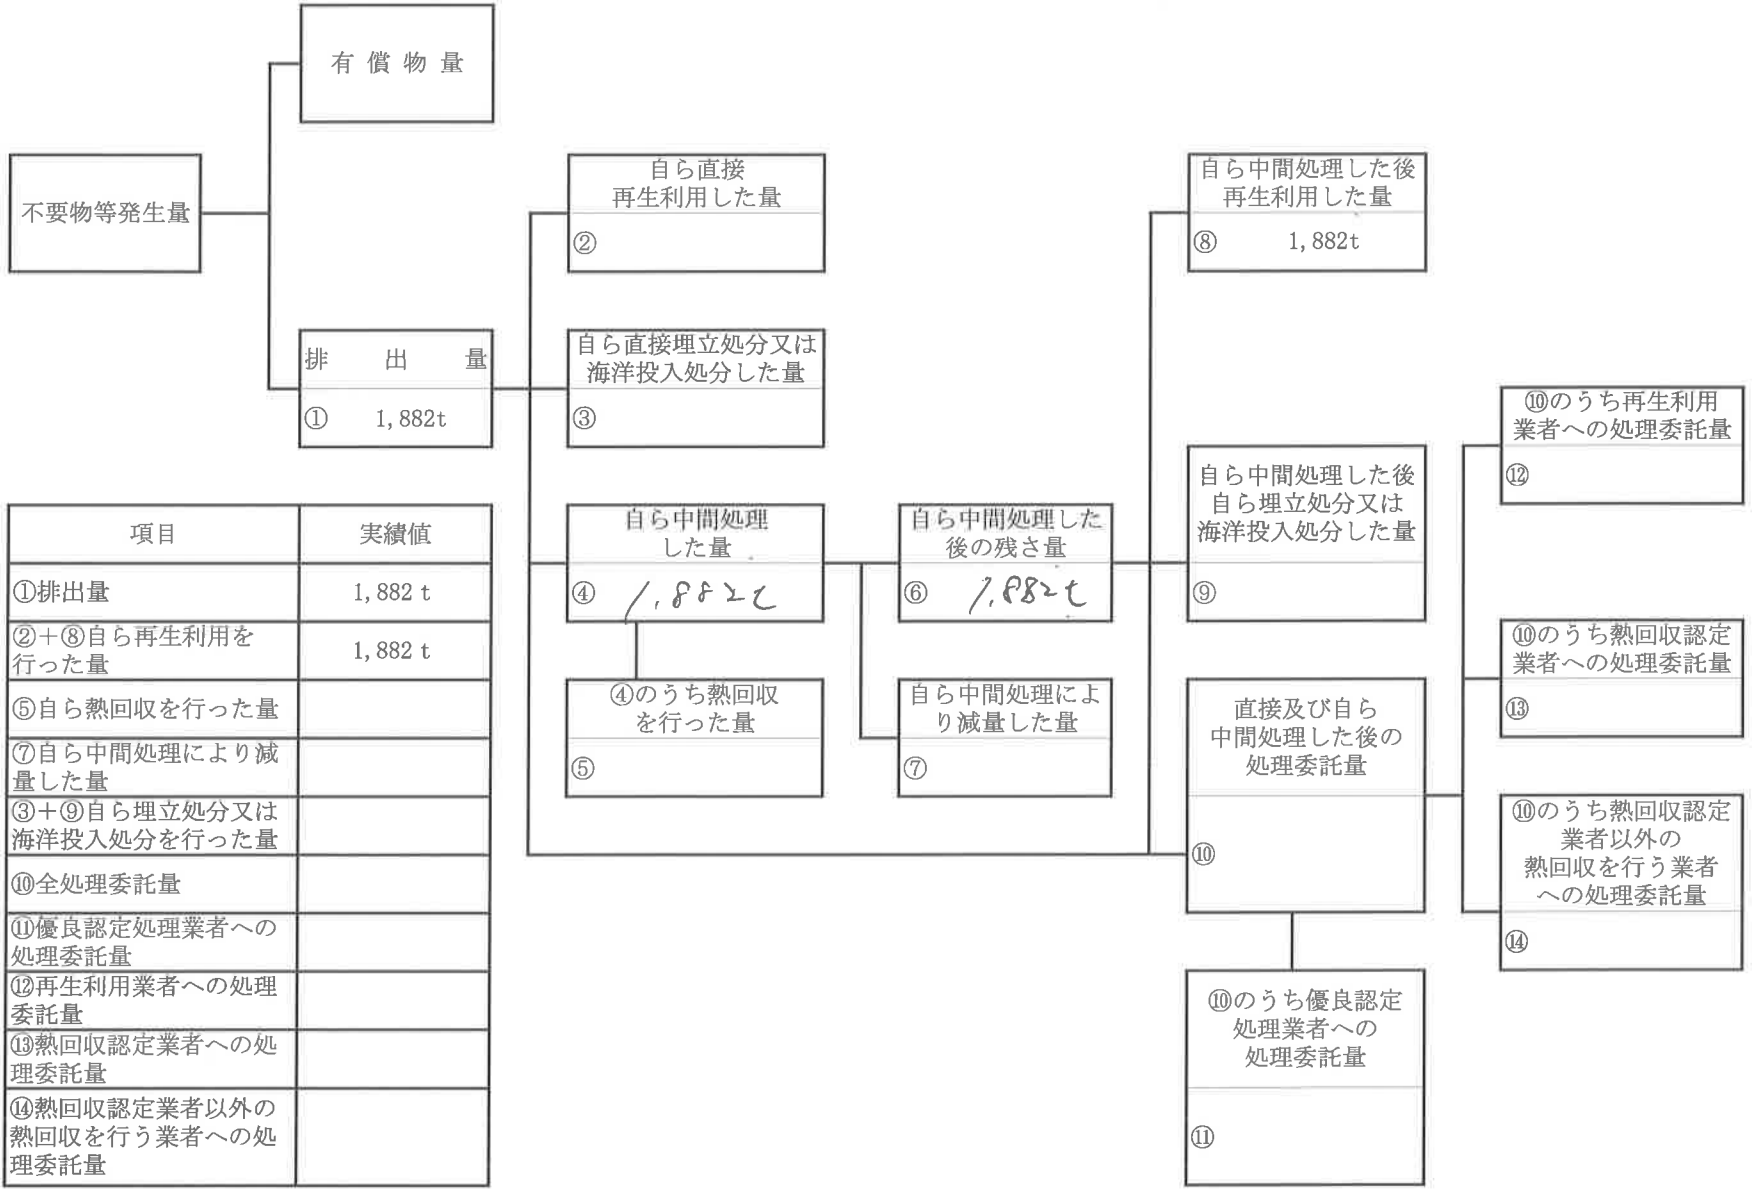 有償物量
不要物等発生量
排出量
① 1,882t
自ら直接
再生利用した量
②
自ら直接埋立処分又は
海洋投入処分した量
③
自ら中間処理
した量
④ 1.882t
④のうち熱回収
を行った量
⑤
自ら中間処理した
後の残さ量
⑥ 1.882t
自ら中間処理によ
り減量した量
⑦
自ら中間処理した後
再生利用した量
⑧ 1,882t
自ら中間処理した後
自ら埋立処分又は
海洋投入処分した量
⑨
直接及び自ら
中間処理した後の
処理委託量
⑩
⑩のうち優良認定
処理業者への
処理委託量
⑪
⑩のうち再生利用
業者への処理委託量
⑫
⑩のうち熱回収認定
業者への処理委託量
⑬
⑩のうち熱回収認定
業者以外の
熱回収を行う業者
への処理委託量
⑭
項目 実績値
①排出量 1,882 t
②+⑧自ら再生利用を
行った量 1,882 t
⑤自ら熱回収を行った量
⑦自ら中間処理により減
量した量
③+⑨自ら埋立処分又は
海洋投入処分を行った量
⑩全処理委託量
⑪優良認定処理業者への
処理委託量
⑫再生利用業者への処理
委託量
⑬熱回収認定業者への処
理委託量
⑭熱回収認定業者以外の
熱回収を行う業者への処
理委託量